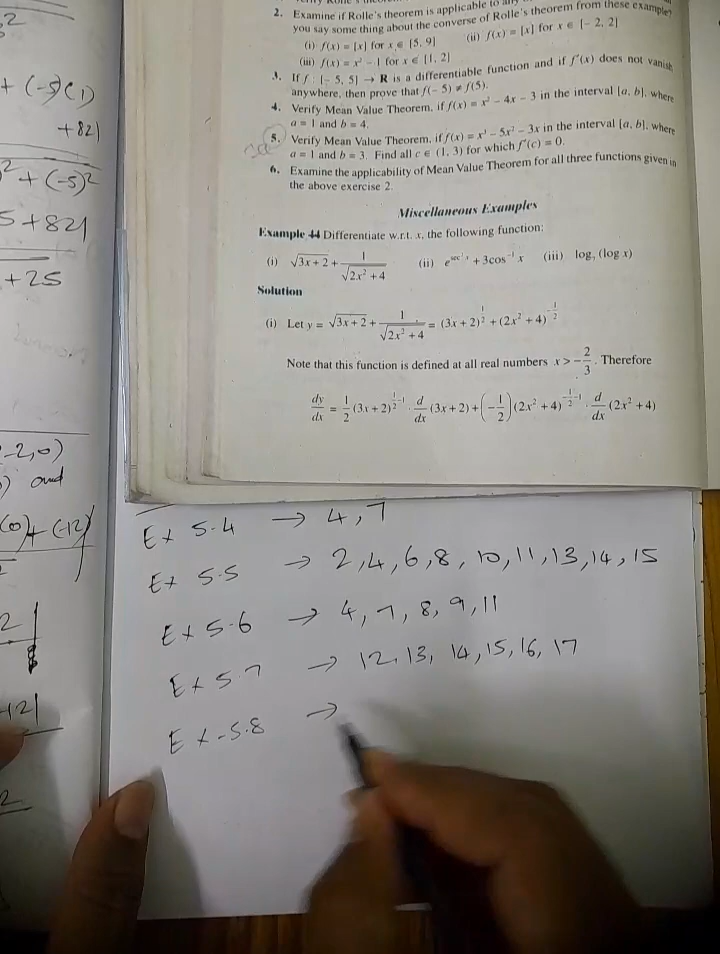 2. Examine if Rolle's theorem is applicable to any
you say something about the converse of Rolle's theorem from these example?
(i) f(x) = [x] for x ∈ [5, 9] (ii) f(x) = [x] for x ∈ [– 2, 2]
(iii) f(x) = x² – 1 for x ∈ [1, 2]
3. If f : [– 5, 5] → R is a differentiable function and if f′(x) does not vanish
anywhere, then prove that f(– 5) ≠ f(5).
4. Verify Mean Value Theorem, if f(x) = x² – 4x – 3 in the interval [a, b], where
a = 1 and b = 4.
5. Verify Mean Value Theorem, if f(x) = x³ – 5x² – 3x in the interval [a, b], where
a = 1 and b = 3. Find all c ∈ (1, 3) for which f′(c) = 0.
6. Examine the applicability of Mean Value Theorem for all three functions given in
the above exercise 2.
Miscellaneous Examples
Example 44 Differentiate w.r.t. x, the following function:
(i) √(3x + 2) + 1/√(2x² + 4) (ii) e^(sec² x) + 3cos⁻¹ x (iii) log₇ (log x)
Solution
(i) Let y = √(3x + 2) + 1/√(2x² + 4) = (3x + 2)^(1/2) + (2x² + 4)^(–1/2)
Note that this function is defined at all real numbers x > –2/3. Therefore
dy/dx = 1/2 (3x + 2)^(1/2 –1) · d/dx (3x + 2) + (–1/2)(2x² + 4)^(–1/2 –1) · d/dx (2x² + 4)
+ (-5)(1)
+821
² + (-5)²
5 + 821
+25
-2,0)
) and
(0) + (-12)
2
-12|
2
Ex 5.4 → 4,7
Ex 5.5 → 2,4,6,8,10,11,13,14,15
Ex 5.6 → 4,7,8,9,11
Ex 5.7 → 12,13,14,15,16,17
Ex -5.8 →